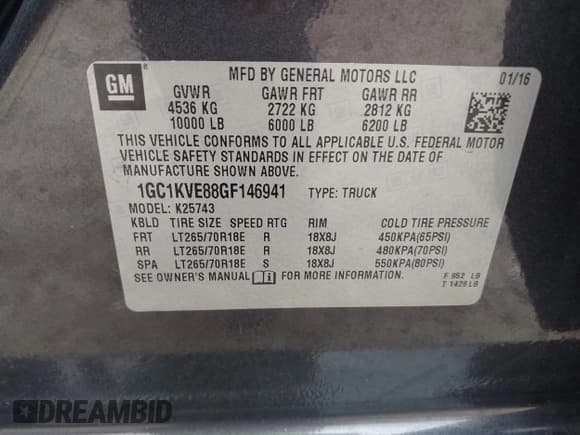 GM
MFD BY GENERAL MOTORS LLC 01/16
GVWR GAWR FRT GAWR RR
4536 KG 2722 KG 2812 KG
10000 LB 6000 LB 6200 LB
THIS VEHICLE CONFORMS TO ALL APPLICABLE U.S. FEDERAL MOTOR
VEHICLE SAFETY STANDARDS IN EFFECT ON THE DATE OF
MANUFACTURE SHOWN ABOVE.
1GC1KVE88GF146941 TYPE: TRUCK
MODEL: K25743
KBLD TIRE SIZE SPEED RTG RIM COLD TIRE PRESSURE
FRT LT265/70R18E R 18X8J 450KPA(65PSI)
RR LT265/70R18E R 18X8J 480KPA(70PSI)
SPA LT265/70R18E S 18X8J 550KPA(80PSI)
SEE OWNER'S MANUAL FOR MORE INFORMATION.
F 952 LB
T 1428 LB
DREAMBID